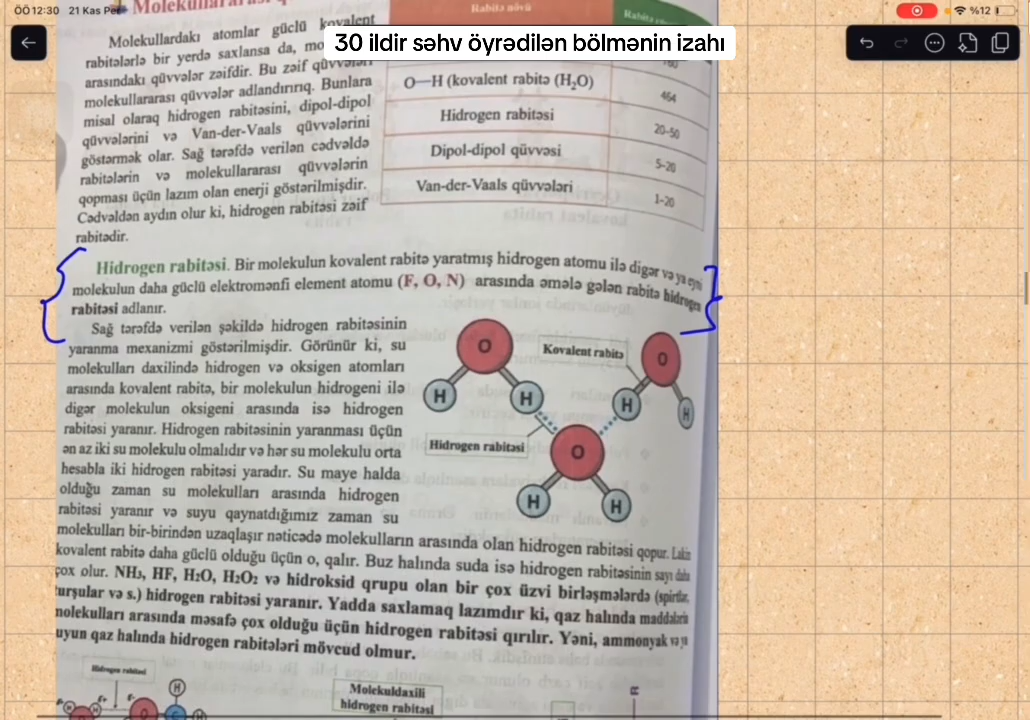 ÖÖ12:30 21 Kas Per
%12
30 ildir səhv öyrədilən bölmənin izahı
Rabitə növü
Molekullardakı atomlar güclü kovalent
rabitələrlə bir yerdə saxlansa da,
arasındakı qüvvələr zəifdir. Bu zəif qüvvələri
molekullararası qüvvələr adlandırırıq. Bunlara
misal olaraq hidrogen rabitəsini, dipol-dipol
qüvvələrini və Van-der-Vaals qüvvələrini
göstərmək olar. Sağ tərəfdə verilən cədvəldə
rabitələrin və molekullararası qüvvələrin
qopması üçün lazım olan enerji göstərilmişdir.
Cədvəldən aydın olur ki, hidrogen rabitəsi zəif
rabitədir.
O—H (kovalent rabitə (H₂O) 464
Hidrogen rabitəsi 20-50
Dipol-dipol qüvvəsi 5-20
Van-der-Vaals qüvvələri 1-20
Hidrogen rabitəsi. Bir molekulun kovalent rabitə yaratmış hidrogen atomu ilə digər və ya eyni
molekulun daha güclü elektromənfi element atomu (F, O, N) arasında əmələ gələn rabitə hidrogen
rabitəsi adlanır.
Sağ tərəfdə verilən şəkildə hidrogen rabitəsinin
yaranma mexanizmi göstərilmişdir. Görünür ki, su
molekulları daxilində hidrogen və oksigen atomları
arasında kovalent rabitə, bir molekulun hidrogeni ilə
digər molekulun oksigeni arasında isə hidrogen
rabitəsi yaranır. Hidrogen rabitəsinin yaranması üçün
ən az iki su molekulu olmalıdır və hər su molekulu orta
hesabla iki hidrogen rabitəsi yaradır. Su maye halda
olduğu zaman su molekulları arasında hidrogen
rabitəsi yaranır və suyu qaynatdığımız zaman su
molekulları bir-birindən uzaqlaşır nəticədə molekulların arasında olan hidrogen rabitəsi qopur. Lakin
kovalent rabitə daha güclü olduğu üçün o, qalır. Buz halında suda isə hidrogen rabitəsinin sayı daha
çox olur. NH₃, HF, H₂O, H₂O₂ və hidroksid qrupu olan bir çox üzvi birləşmələrdə (spirtlər,
turşular və s.) hidrogen rabitəsi yaranır. Yadda saxlamaq lazımdır ki, qaz halında maddələrin
molekulları arasında məsafə çox olduğu üçün hidrogen rabitəsi qırılır. Yəni, ammonyak və ya
suyun qaz halında hidrogen rabitələri mövcud olmur.
O
Kovalent rabitə
O
H
H
H
H
Hidrogen rabitəsi
O
H
H
Hidrogen rabitəsi
H
Molekuldaxili
hidrogen rabitəsi